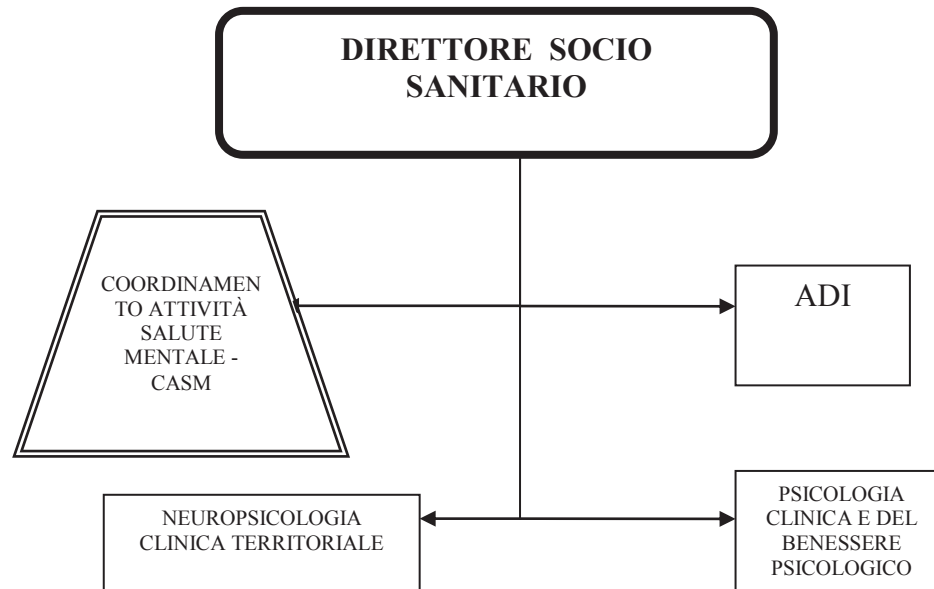 DIRETTORE SOCIO
SANITARIO
COORDINAMEN
TO ATTIVITÀ
SALUTE
MENTALE -
CASM
ADI
NEUROPSICOLOGIA
CLINICA TERRITORIALE
PSICOLOGIA
CLINICA E DEL
BENESSERE
PSICOLOGICO